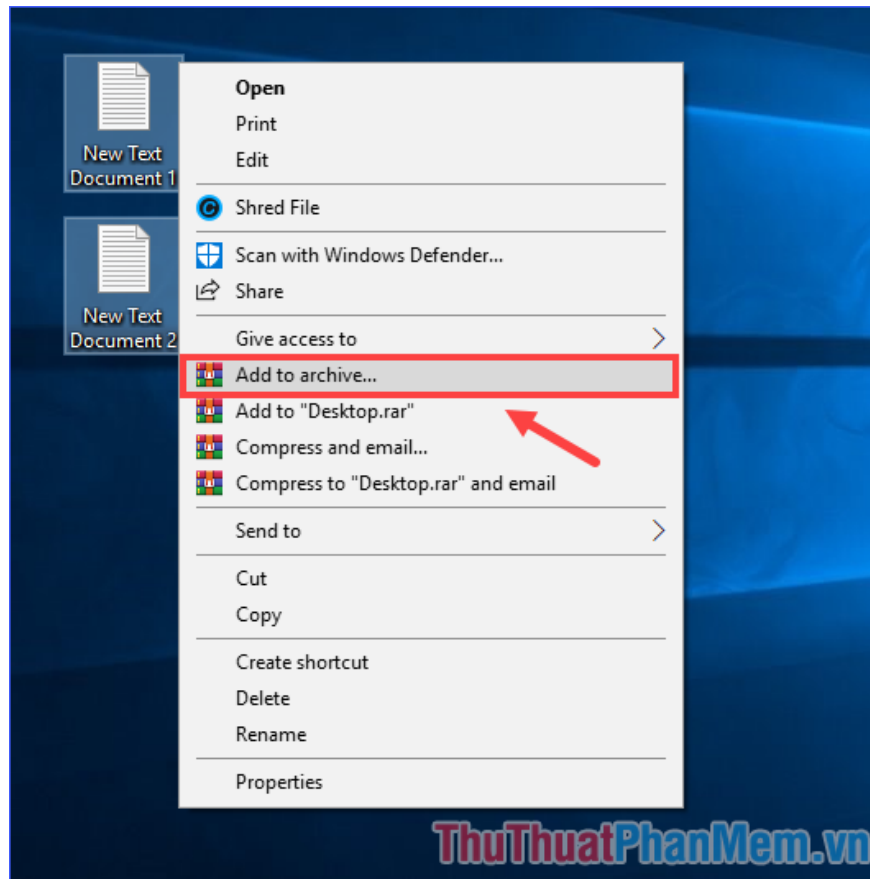 New Text
Document 1
New Text
Document 2
Open
Print
Edit
Shred File
Scan with Windows Defender...
Share
Give access to
Add to archive...
Add to "Desktop.rar"
Compress and email...
Compress to "Desktop.rar" and email
Send to
Cut
Copy
Create shortcut
Delete
Rename
Properties
ThuThuatPhanMem.vn